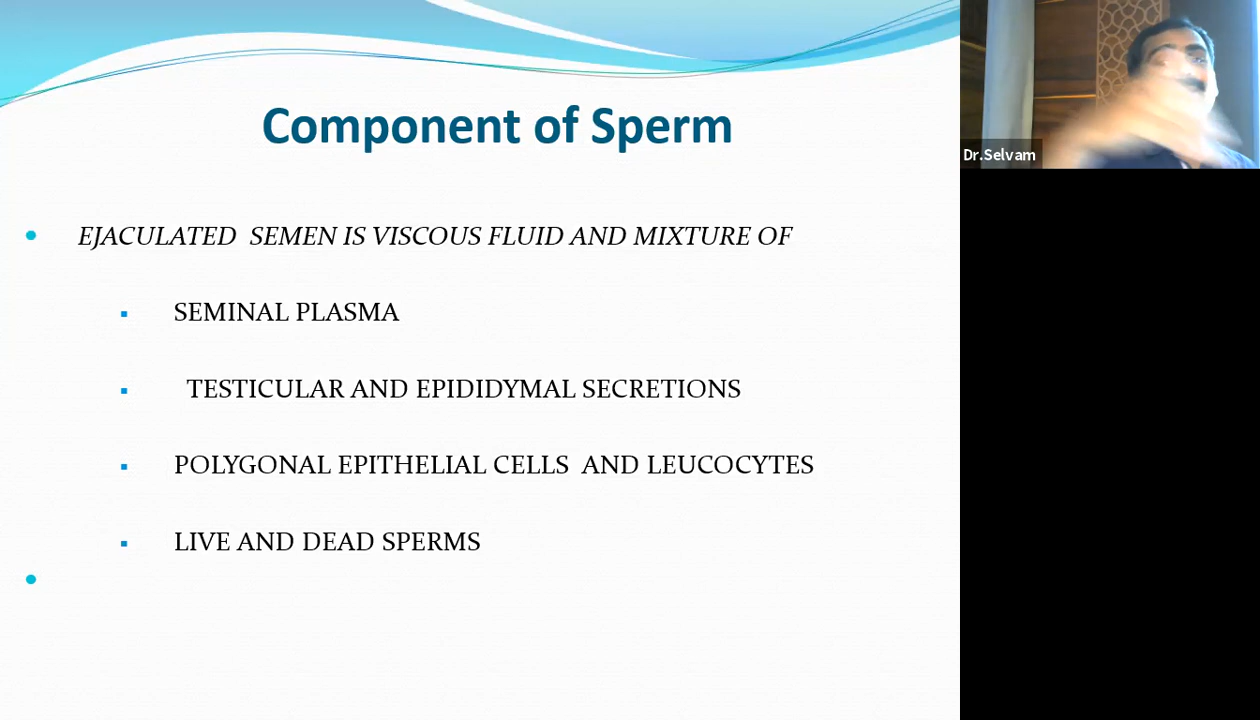 Component of Sperm
Dr.Selvam
EJACULATED SEMEN IS VISCOUS FLUID AND MIXTURE OF
SEMINAL PLASMA
TESTICULAR AND EPIDIDYMAL SECRETIONS
POLYGONAL EPITHELIAL CELLS AND LEUCOCYTES
LIVE AND DEAD SPERMS